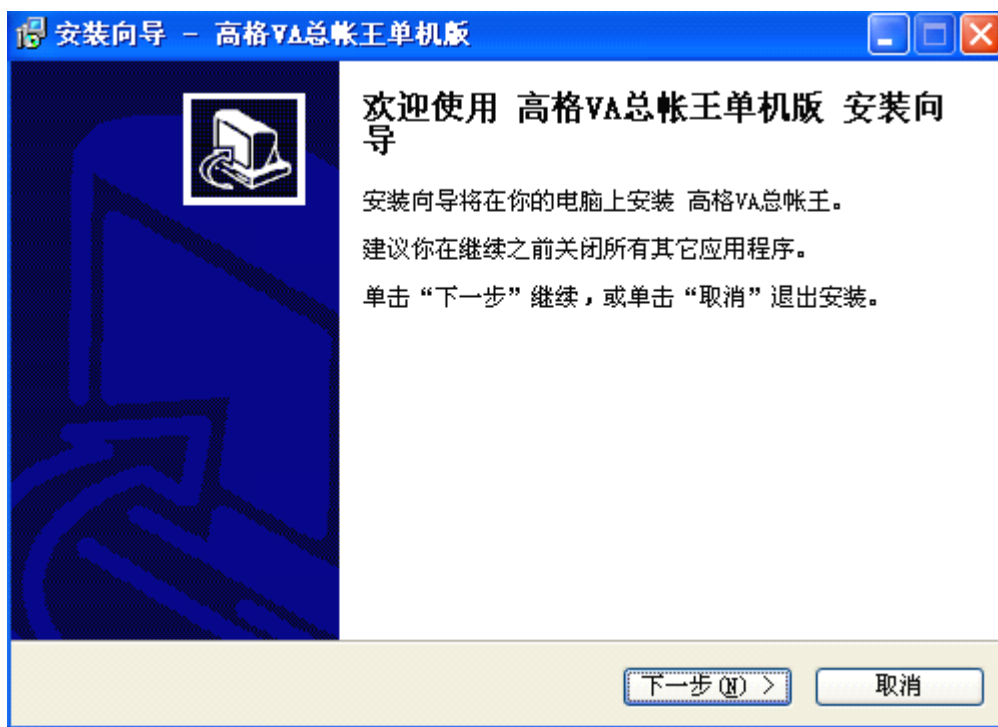 安装向导 - 高格VA总帐王单机版
欢迎使用 高格VA总帐王单机版 安装向
导
安装向导将在你的电脑上安装 高格VA总帐王。
建议你在继续之前关闭所有其它应用程序。
单击“下一步”继续，或单击“取消”退出安装。
下一步(N) >
取消